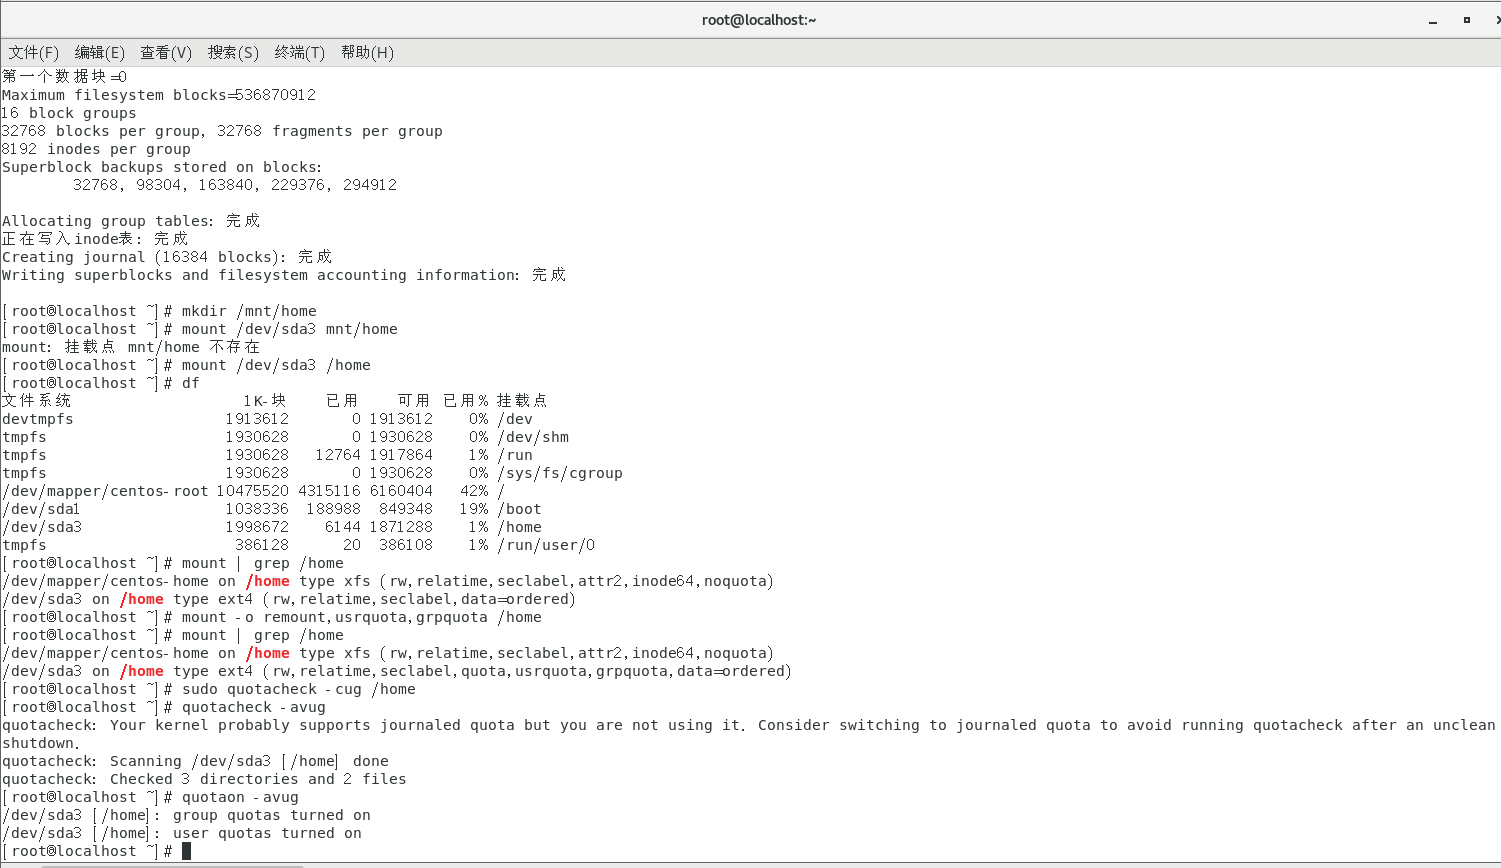 root@localhost:~
文件(F) 编辑(E) 查看(V) 搜索(S) 终端(T) 帮助(H)
第一个数据块=0
Maximum filesystem blocks=536870912
16 block groups
32768 blocks per group, 32768 fragments per group
8192 inodes per group
Superblock backups stored on blocks:
        32768, 98304, 163840, 229376, 294912
Allocating group tables: 完成
正在写入inode表: 完成
Creating journal (16384 blocks): 完成
Writing superblocks and filesystem accounting information: 完成
[root@localhost ~]# mkdir /mnt/home
[root@localhost ~]# mount /dev/sda3 mnt/home
mount: 挂载点 mnt/home 不存在
[root@localhost ~]# mount /dev/sda3 /home
[root@localhost ~]# df
文件系统                   1K-块    已用    可用 已用% 挂载点
devtmpfs                 1913612       0 1913612    0% /dev
tmpfs                    1930628       0 1930628    0% /dev/shm
tmpfs                    1930628   12764 1917864    1% /run
tmpfs                    1930628       0 1930628    0% /sys/fs/cgroup
/dev/mapper/centos-root 10475520 4315116 6160404   42% /
/dev/sda1                1038336  188988  849348   19% /boot
/dev/sda3                1998672    6144 1871288    1% /home
tmpfs                     386128      20  386108    1% /run/user/0
[root@localhost ~]# mount | grep /home
/dev/mapper/centos-home on /home type xfs (rw,relatime,seclabel,attr2,inode64,noquota)
/dev/sda3 on /home type ext4 (rw,relatime,seclabel,data=ordered)
[root@localhost ~]# mount -o remount,usrquota,grpquota /home
[root@localhost ~]# mount | grep /home
/dev/mapper/centos-home on /home type xfs (rw,relatime,seclabel,attr2,inode64,noquota)
/dev/sda3 on /home type ext4 (rw,relatime,seclabel,quota,usrquota,grpquota,data=ordered)
[root@localhost ~]# sudo quotacheck -cug /home
[root@localhost ~]# quotacheck -avug
quotacheck: Your kernel probably supports journaled quota but you are not using it. Consider switching to journaled quota to avoid running quotacheck after an unclean
shutdown.
quotacheck: Scanning /dev/sda3 [/home] done
quotacheck: Checked 3 directories and 2 files
[root@localhost ~]# quotaon -avug
/dev/sda3 [/home]: group quotas turned on
/dev/sda3 [/home]: user quotas turned on
[root@localhost ~]#